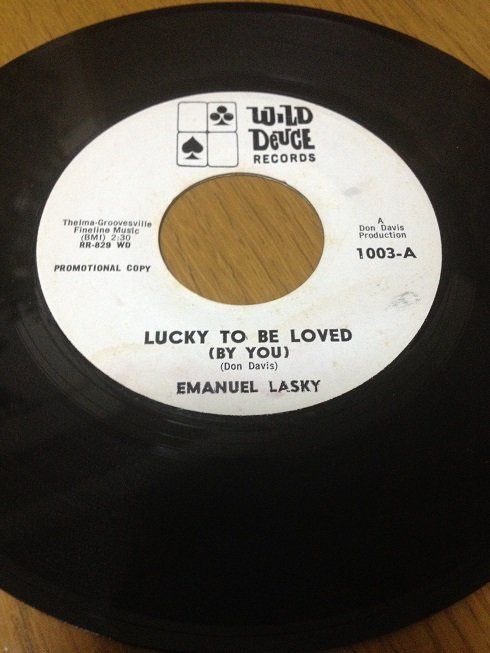 WiLD
DEUCE
RECORDS
Thelma-Groovesville
Fineline Music
(BMI) 2:30
RR-829 WD
PROMOTIONAL COPY
A
Don Davis
Production
1003-A
LUCKY TO BE LOVED
(BY YOU)
(Don Davis)
EMANUEL LASKY